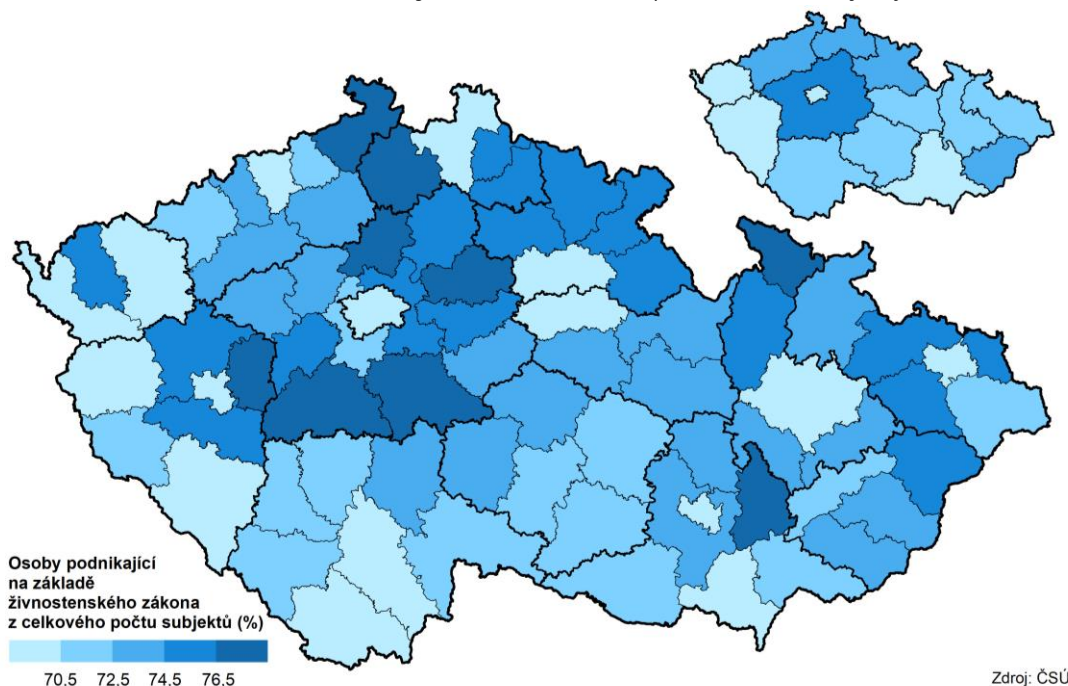 Osoby podnikající
na základě
živnostenského zákona
z celkového počtu subjektů (%)
70.5 72.5 74.5 76.5
Zdroj: ČSÚ